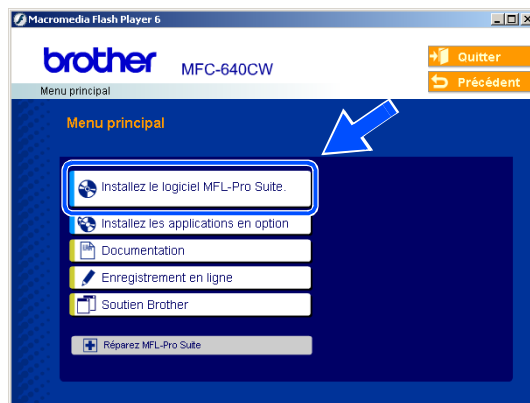 Macromedia Flash Player 6
brother
MFC-640CW
Quitter
Précédent
Menu principal
Menu principal
Installez le logiciel MFL-Pro Suite.
Installez les applications en option
Documentation
Enregistrement en ligne
Soutien Brother
Réparez MFL-Pro Suite